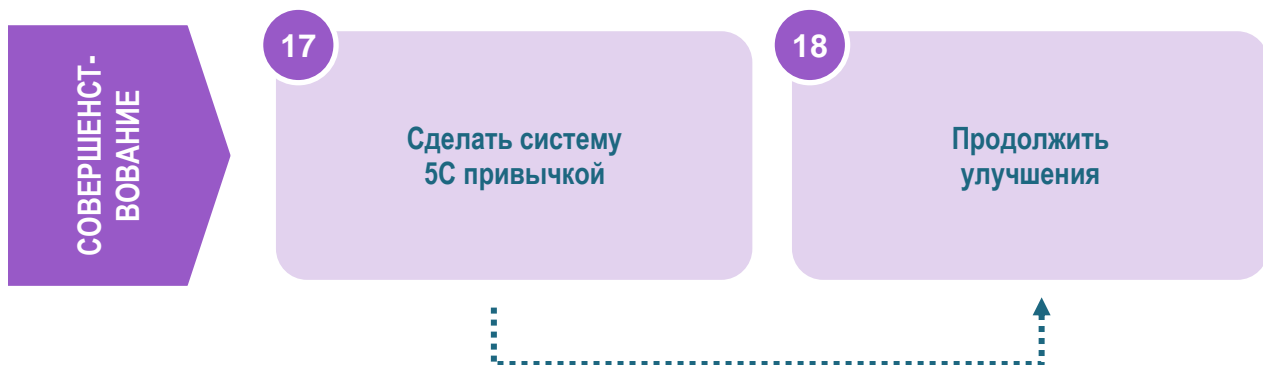 СОВЕРШЕНСТ-
ВОВАНИЕ
17
Сделать систему
5С привычкой
18
Продолжить
улучшения